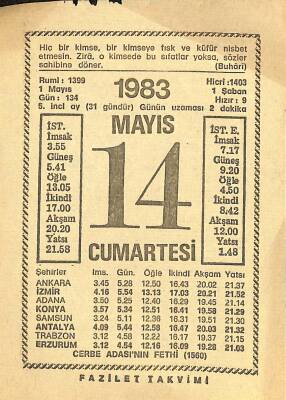 Hiç bir kimse, bir kimseye fısk ve küfür nisbet
etmesin. Zirâ, o kimsede bu sıfatlar yoksa, sözler
sahibine döner. (Buhârî)
Rumi : 1399 1983 Hicri :1403
1 Mayıs 1 Şaban
Gün : 134 Hızır : 9
5. inci ay (31 gündür) Günün uzaması 2 dakika
MAYIS
İST.
İmsak
3.55
Güneş
5.41
Öğle
13.05
İkindi
17.00
Akşam
20.20
Yatsı
21.58
14
İST. E.
İmsak
7.17
Güneş
9.20
Öğle
4.50
İkindi
8.42
Akşam
12.00
Yatsı
1.48
CUMARTESİ
Şehirler İms. Gün. Öğle İkindi Akşam Yatsı
ANKARA 3.45 5.28 12.50 16.43 20.02 21.37
İZMİR 4.16 5.54 13.13 17.03 20.21 21.52
ADANA 3.50 5.25 12.40 16.29 19.45 21.14
KONYA 3.57 5.34 12.51 16.41 19.58 21.29
SAMSUN 3.24 5.11 12.36 16.31 19.51 21.30
ANTALYA 4.09 5.44 12.58 16.47 20.03 21.32
TRABZON 3.12 4.58 12.22 16.17 19.37 21.15
ERZURUM 3.12 4.54 12.16 16.09 19.28 21.03
CERBE ADASI'NIN FETHİ (1560)
FAZİLET TAKVİMİ